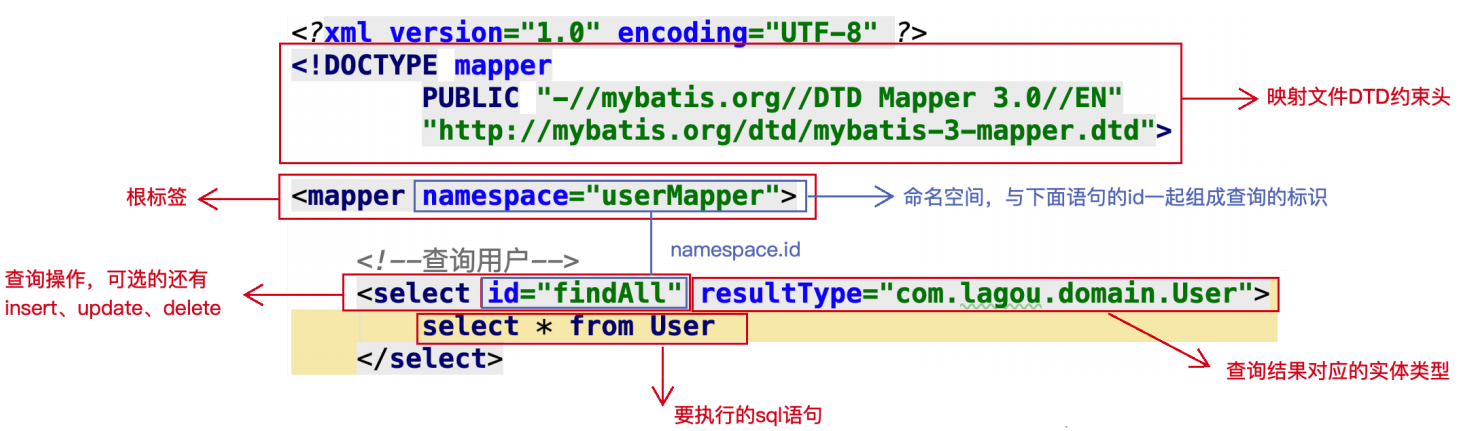 <?xml version="1.0" encoding="UTF-8" ?>
<!DOCTYPE mapper
PUBLIC "-//mybatis.org//DTD Mapper 3.0//EN"
"http://mybatis.org/dtd/mybatis-3-mapper.dtd">
映射文件DTD约束头
根标签
<mapper namespace="userMapper">
命名空间，与下面语句的id一起组成查询的标识
namespace.id
<!--查询用户-->
查询操作，可选的还有
insert、update、delete
<select id="findAll" resultType="com.lagou.domain.User">
select * from User
</select>
查询结果对应的实体类型
要执行的sql语句